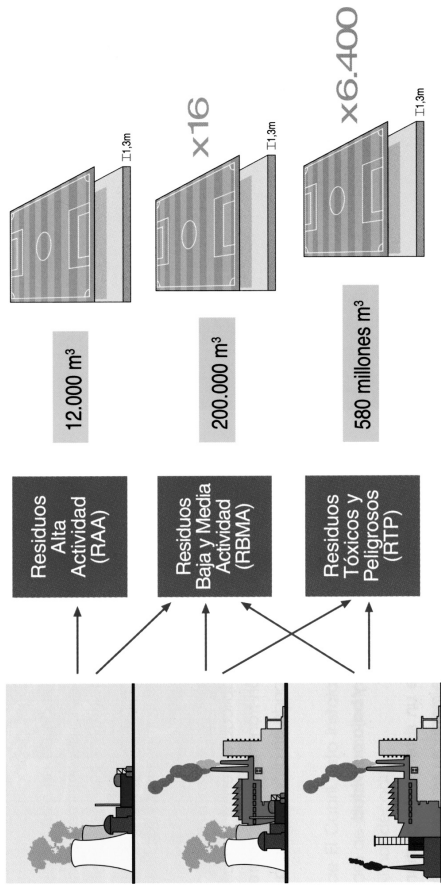 Residuos
Alta
Actividad
(RAA)
12.000 m³
1,3m
Residuos
Baja y Media
Actividad
(RBMA)
200.000 m³
x16
1,3m
Residuos
Tóxicos y
Peligrosos
(RTP)
580 millones m³
x6.400
1,3m